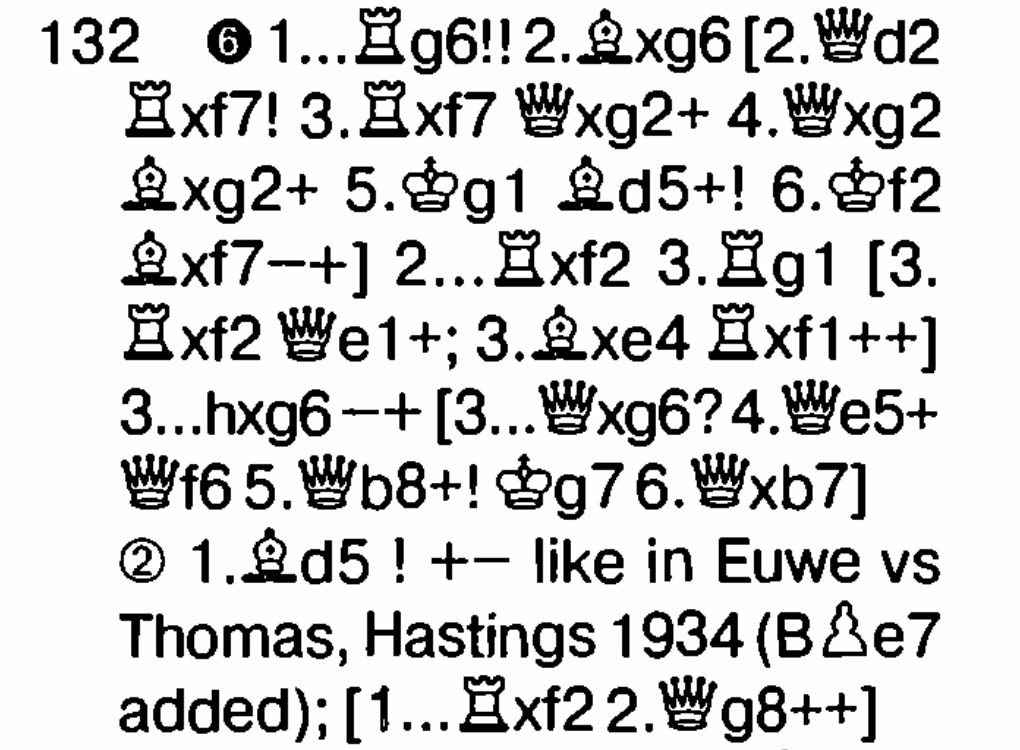 132 ❻ 1...♖g6!! 2.♗xg6 [2.♕d2
♖xf7! 3.♖xf7 ♕xg2+ 4.♕xg2
♗xg2+ 5.♔g1 ♗d5+! 6.♔f2
♗xf7−+] 2...♖xf2 3.♖g1 [3.
♖xf2 ♕e1+; 3.♗xe4 ♖xf1++]
3...hxg6−+ [3...♕xg6? 4.♕e5+
♕f6 5.♕b8+! ♔g7 6.♕xb7]
② 1.♗d5 ! +− like in Euwe vs
Thomas, Hastings 1934 (B♙e7
added); [1...♖xf2 2.♕g8++]